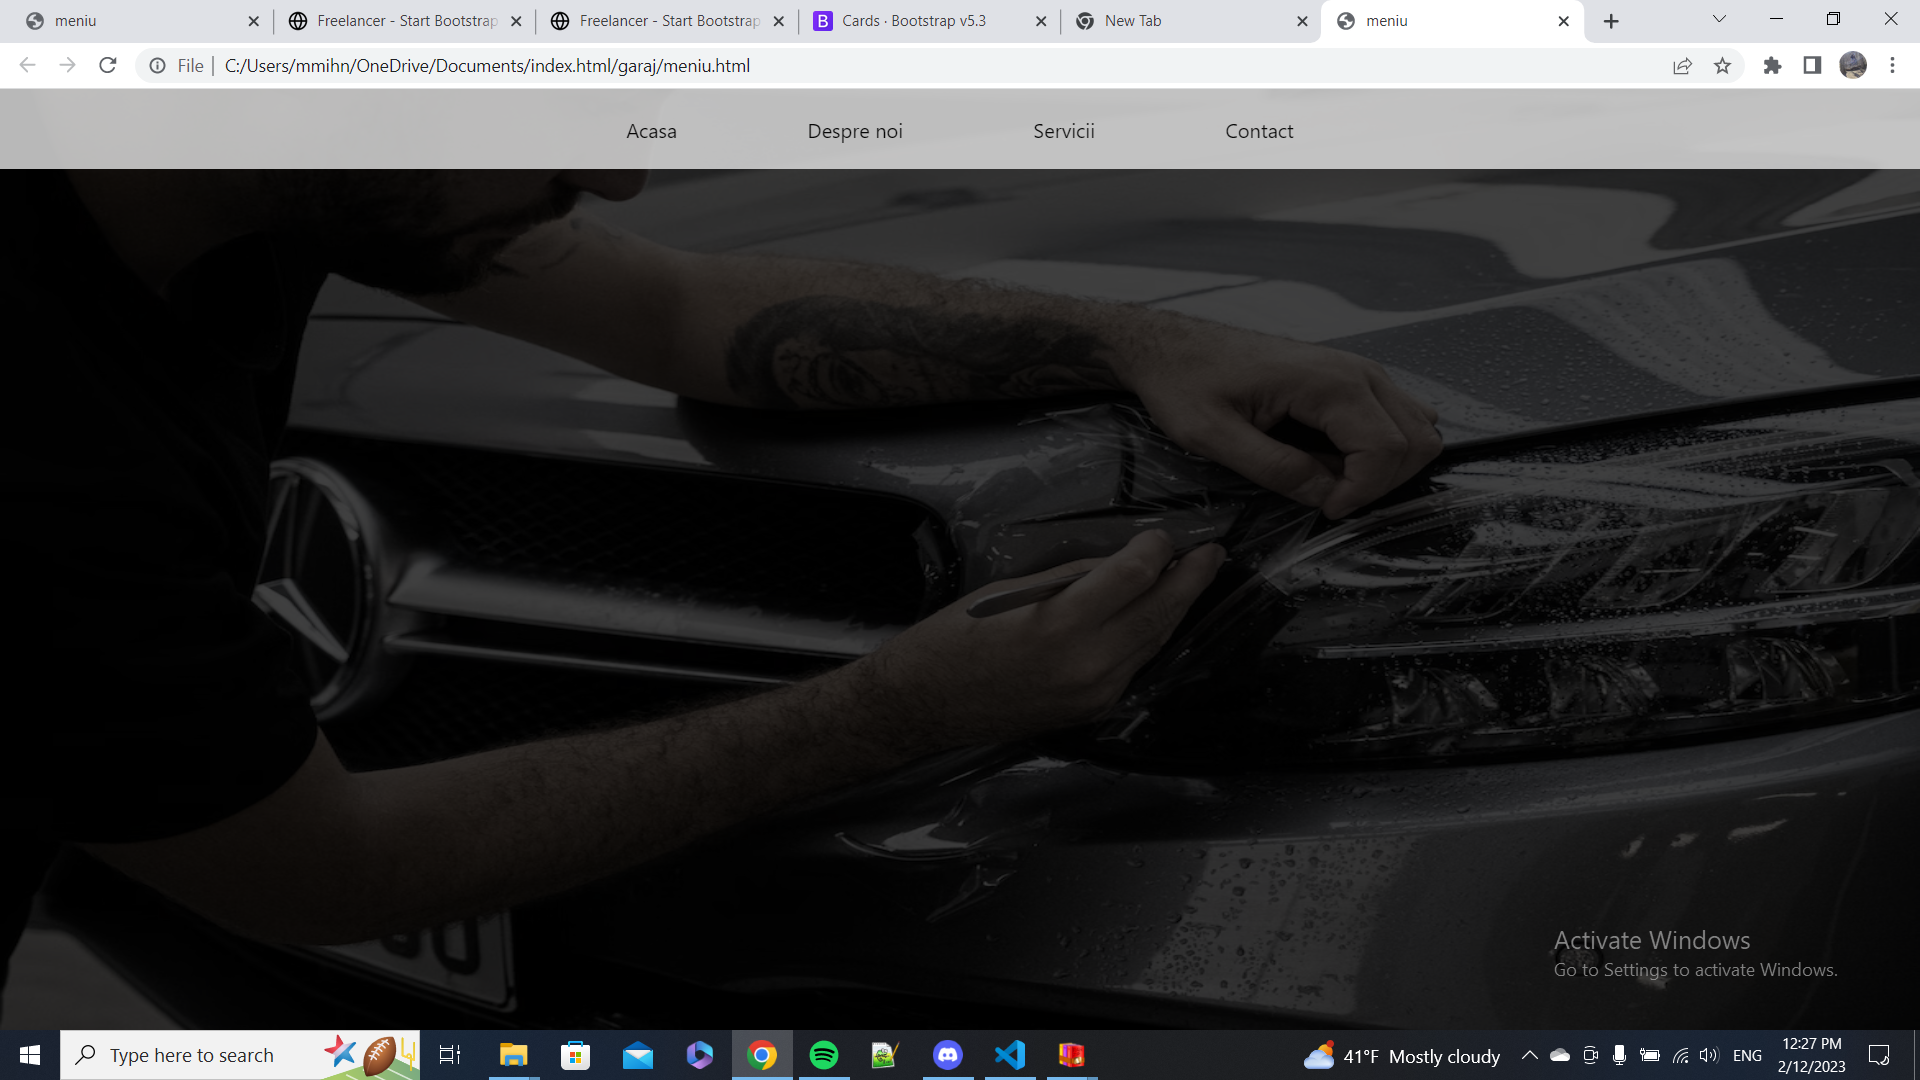 meniu
Freelancer - Start Bootstrap
Freelancer - Start Bootstrap
Cards · Bootstrap v5.3
New Tab
meniu
File
C:/Users/mmihn/OneDrive/Documents/index.html/garaj/meniu.html
Acasa
Despre noi
Servicii
Contact
Activate Windows
Go to Settings to activate Windows.
Type here to search
41°F Mostly cloudy
ENG
12:27 PM
2/12/2023